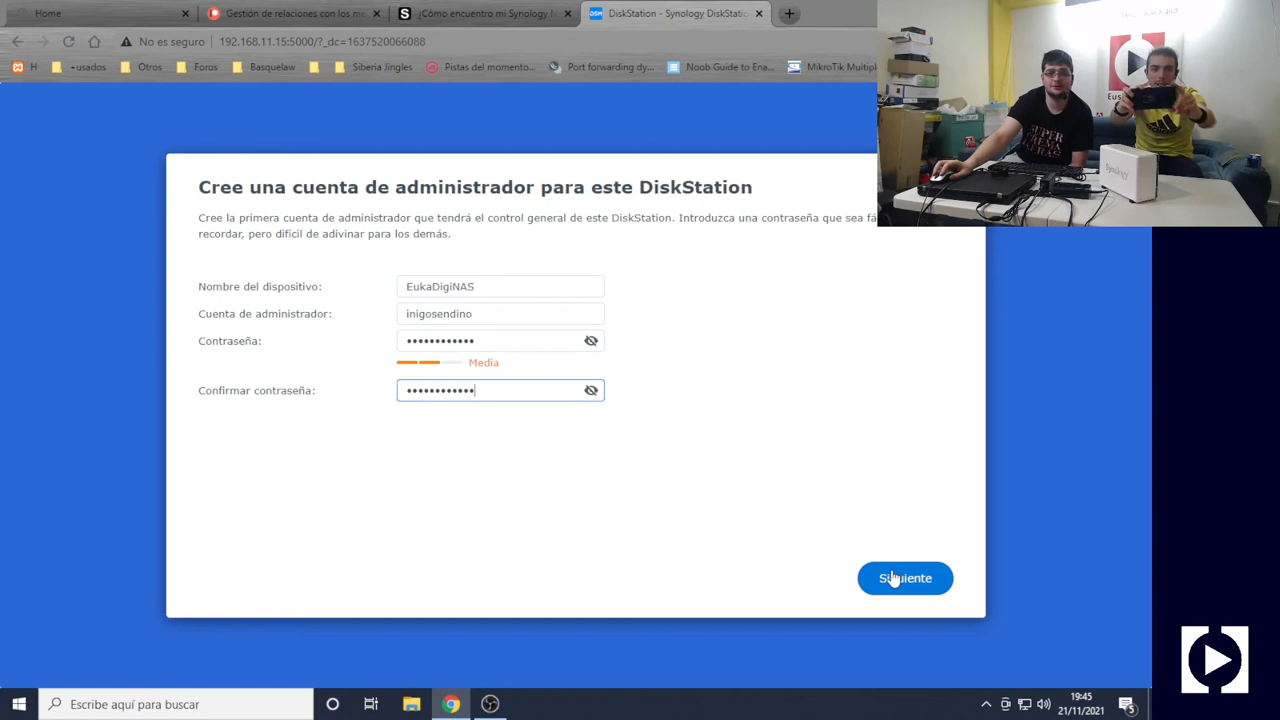 Home
Gestión de relaciones con los me
¿Cómo encuentro mi Synology N
DiskStation - Synology DiskStatio
No es seguro
192.168.11.15:5000/?_dc=1637520066088
H
+usados
Otros
Foros
Basquelaw
Siberia Jingles
Pistas del momento...
Port forwarding dy...
Noob Guide to Ena...
MikroTik Multiple
Cree una cuenta de administrador para este DiskStation
Cree la primera cuenta de administrador que tendrá el control general de este DiskStation. Introduzca una contraseña que sea fá
recordar, pero difícil de adivinar para los demás.
Nombre del dispositivo:
EukaDigiNAS
Cuenta de administrador:
inigosendino
Contraseña:
••••••••••••
Media
Confirmar contraseña:
••••••••••••
Siguiente
Escribe aquí para buscar
19:45
21/11/2021
5
Synology